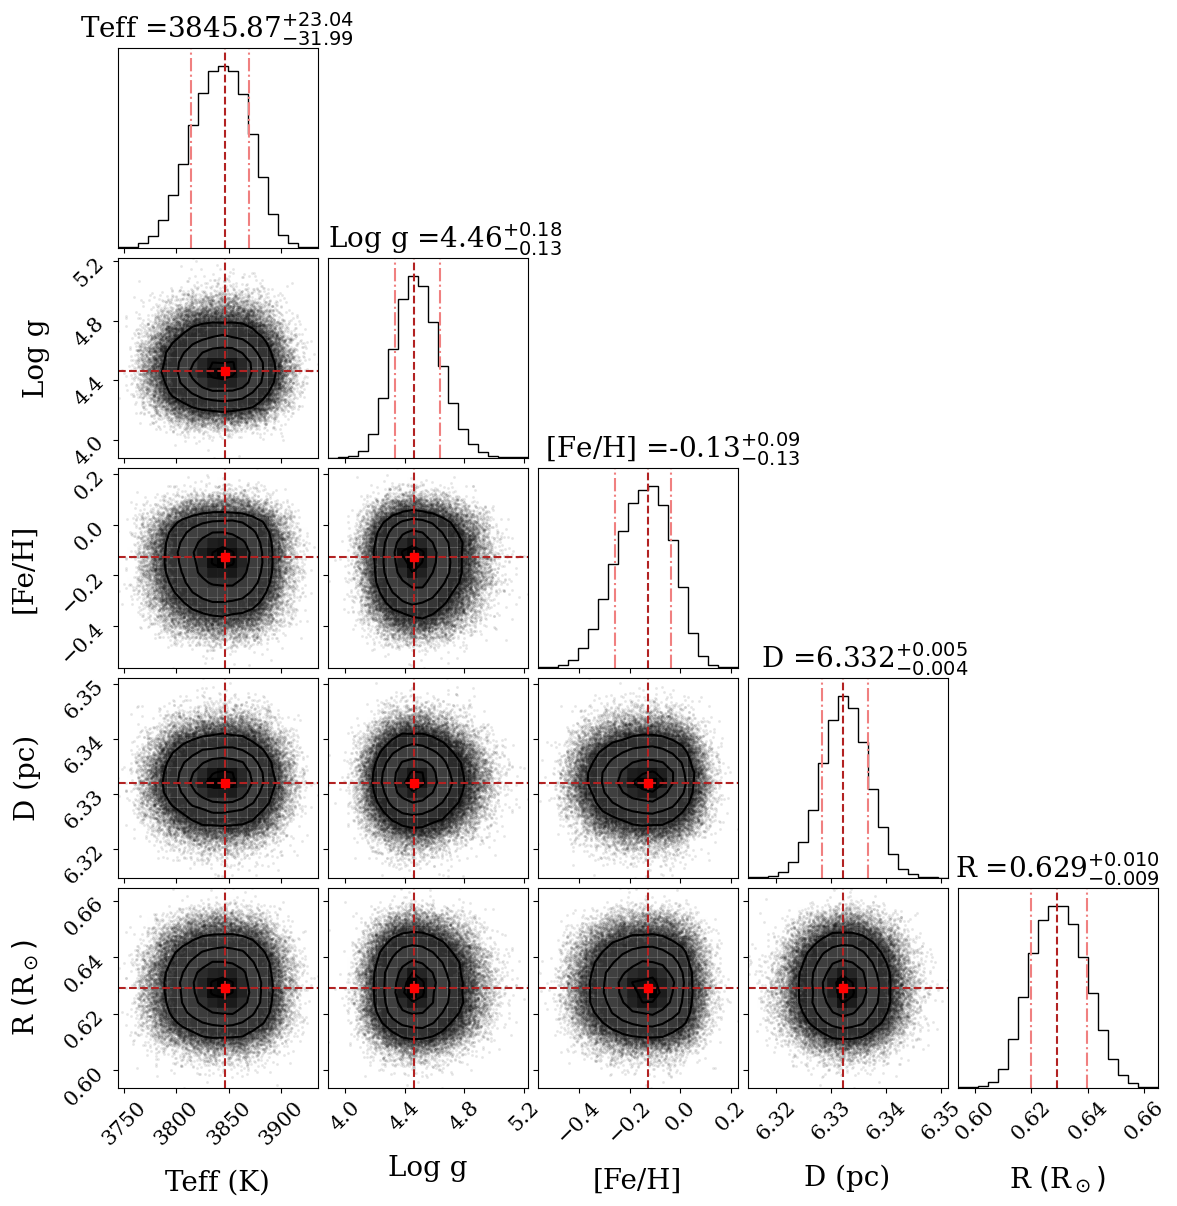 Teff =3845.87+23.04−31.99
Log g =4.46+0.18−0.13
5.2
4.8
4.4
4.0
Log g
[Fe/H] =-0.13+0.09−0.13
0.2
0.0
−0.2
−0.4
[Fe/H]
D =6.332+0.005−0.004
6.35
6.34
6.33
6.32
D (pc)
R =0.629+0.010−0.009
0.66
0.64
0.62
0.60
R (R⊙)
3750 3800 3850 3900
4.0 4.4 4.8 5.2
−0.4 −0.2 0.0 0.2
6.32 6.33 6.34 6.35
0.60 0.62 0.64 0.66
Teff (K) Log g [Fe/H] D (pc) R (R⊙)